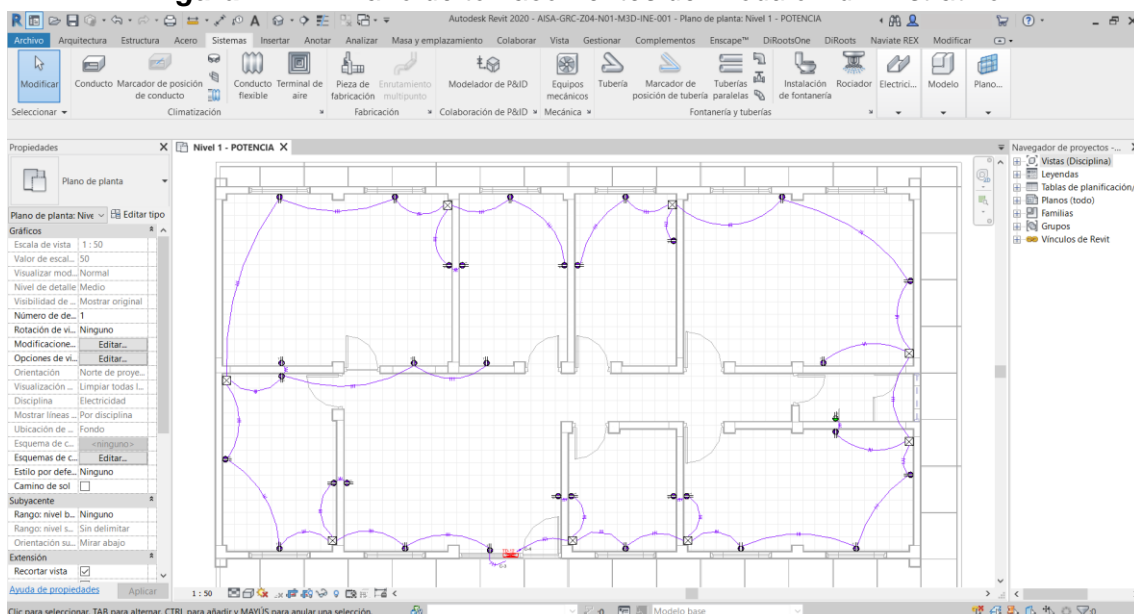 Autodesk Revit 2020 - AISA-GRC-Z04-N01-M3D-INE-001 - Plano de planta: Nivel 1 - POTENCIA
Archivo Arquitectura Estructura Acero Sistemas Insertar Anotar Analizar Masa y emplazamiento Colaborar Vista Gestionar Complementos Enscape™ DiRootsOne DiRoots Naviate REX Modificar
Modificar Conducto Marcador de posición de conducto Conducto flexible Terminal de aire Pieza de fabricación Enrutamiento multipunto Modelador de P&ID Equipos mecánicos Tubería Marcador de posición de tubería Tuberías paralelas Instalación de fontanería Rociador Electrici... Modelo Plano...
Seleccionar Climatización Fabricación Colaboración de P&ID Mecánica Fontanería y tuberías
Propiedades
Nivel 1 - POTENCIA
Navegador de proyectos -...
Plano de planta
Vistas (Disciplina)
Leyendas
Tablas de planificación/
Planos (todo)
Familias
Grupos
Vínculos de Revit
Plano de planta: Nive Editar tipo
Gráficos
Escala de vista 1 : 50
Valor de escal... 50
Visualizar mod... Normal
Nivel de detalle Medio
Visibilidad de ... Mostrar original
Número de de... 1
Rotación de vi... Ninguno
Modificacione... Editar...
Opciones de vi... Editar...
Orientación Norte de proye...
Visualización ... Limpiar todas l...
Disciplina Electricidad
Mostrar líneas ... Por disciplina
Ubicación de ... Fondo
Esquema de c... <ninguno>
Esquemas de c... Editar...
Estilo por defe... Ninguno
Camino de sol
Subyacente
Rango: nivel b... Ninguno
Rango: nivel s... Sin delimitar
Orientación su... Mirar abajo
Extensión
Recortar vista
Ayuda de propiedades Aplicar
1 : 50
Clic para seleccionar, TAB para alternar, CTRL para añadir y MAYÚS para anular una selección.
Modelo base